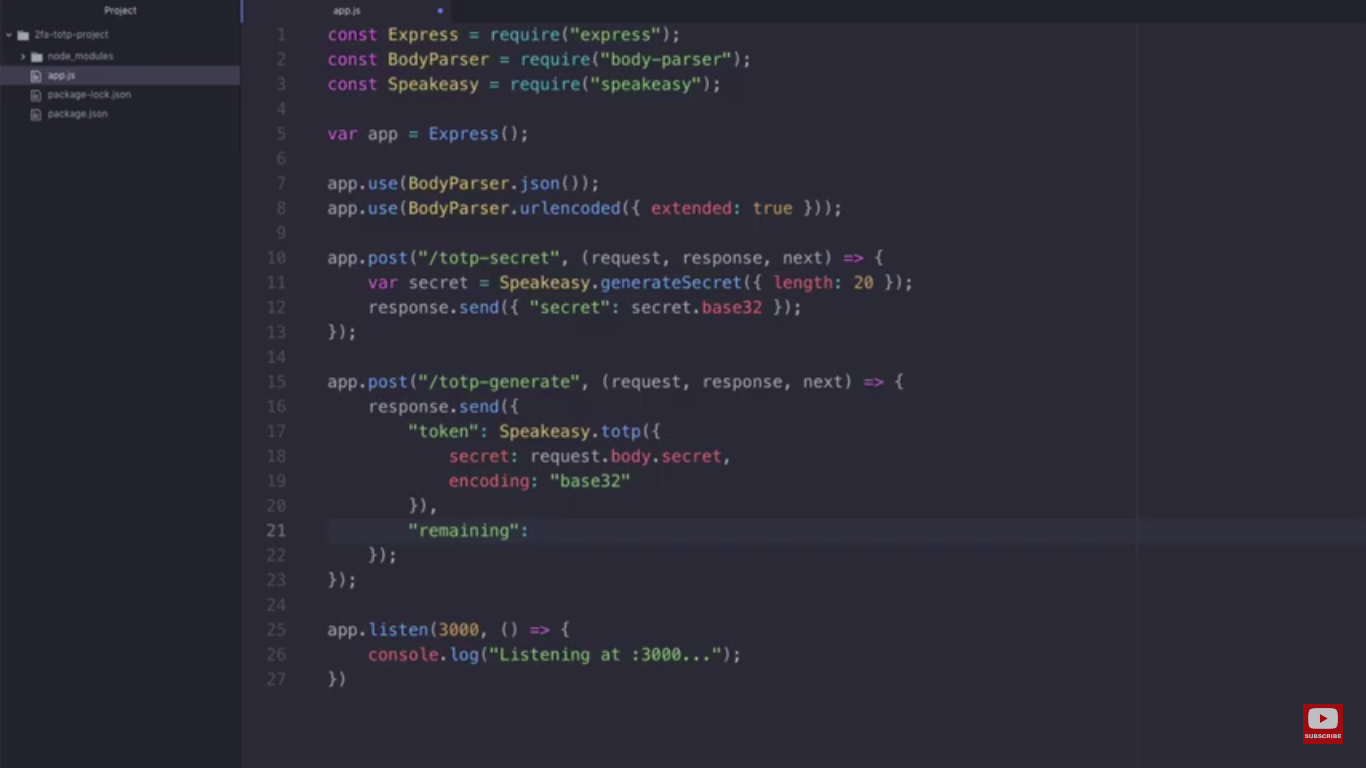 Project
2fa-totp-project
node_modules
app.js
package-lock.json
package.json
app.js
1 const Express = require("express");
2 const BodyParser = require("body-parser");
3 const Speakeasy = require("speakeasy");
4
5 var app = Express();
6
7 app.use(BodyParser.json());
8 app.use(BodyParser.urlencoded({ extended: true }));
9
10 app.post("/totp-secret", (request, response, next) => {
11     var secret = Speakeasy.generateSecret({ length: 20 });
12     response.send({ "secret": secret.base32 });
13 });
14
15 app.post("/totp-generate", (request, response, next) => {
16     response.send({
17         "token": Speakeasy.totp({
18             secret: request.body.secret,
19             encoding: "base32"
20         }),
21         "remaining":
22     });
23 });
24
25 app.listen(3000, () => {
26     console.log("Listening at :3000...");
27 })
SUBSCRIBE